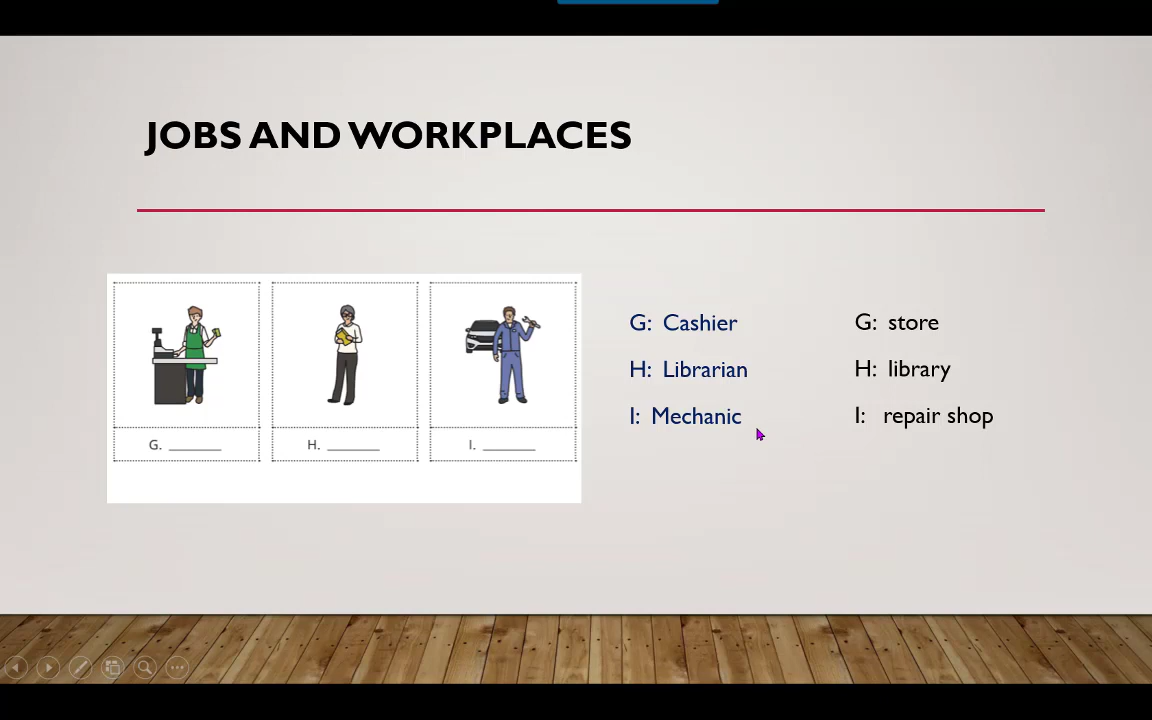 JOBS AND WORKPLACES
G. ________
H. ________
I. ________
G: Cashier
H: Librarian
I: Mechanic
G: store
H: library
I: repair shop